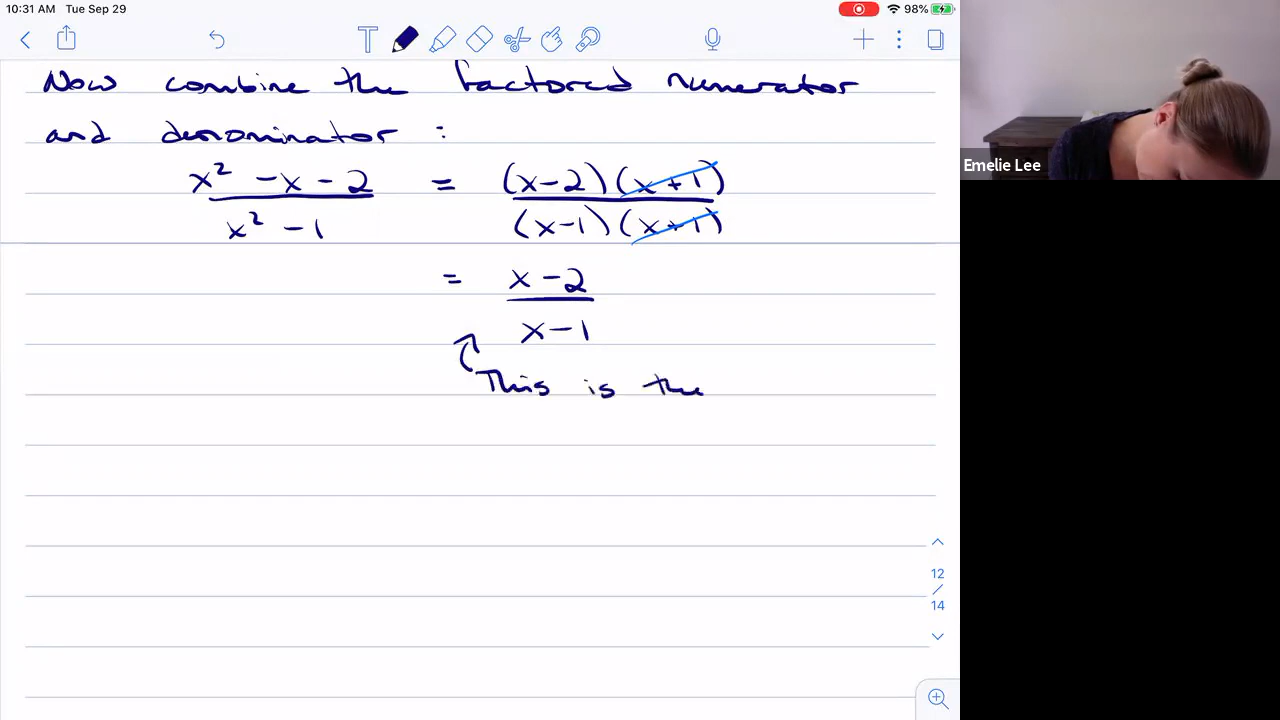 10:31 AM Tue Sep 29
98%
T
Now combine the factored numerator
and denominator :
x² - x - 2 = (x-2)(x+1)
x² - 1 (x-1)(x+1)
= x - 2
x - 1
This is the
12
/
14
Emelie Lee